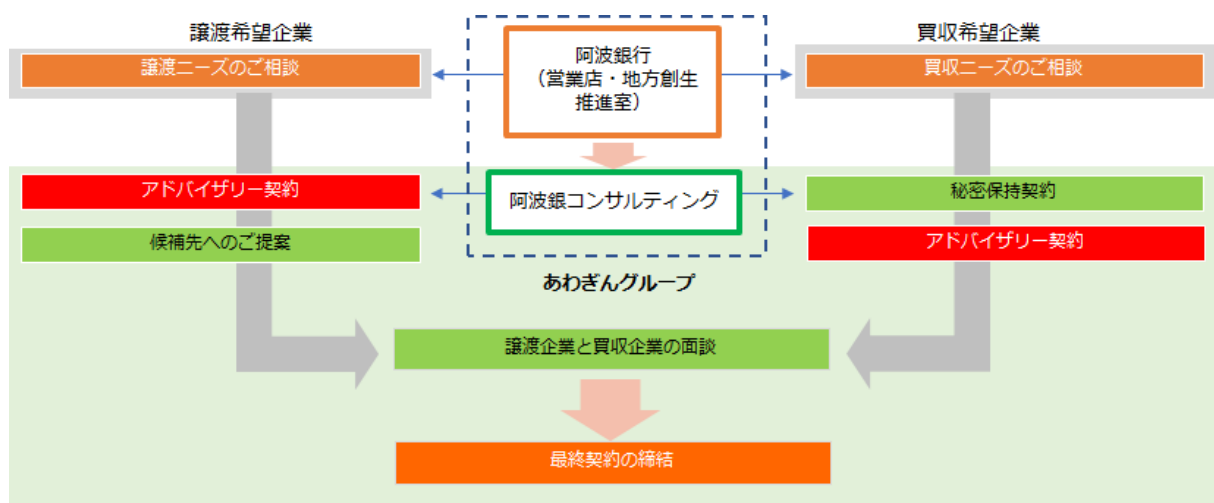 譲渡希望企業
買収希望企業
譲渡ニーズのご相談
阿波銀行
（営業店・地方創生
推進室）
買収ニーズのご相談
アドバイザリー契約
阿波銀コンサルティング
秘密保持契約
候補先へのご提案
アドバイザリー契約
あわぎんグループ
譲渡企業と買収企業の面談
最終契約の締結